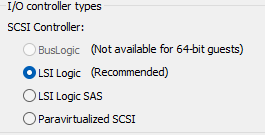 I/O controller types
SCSI Controller:
BusLogic (Not available for 64-bit guests)
LSI Logic (Recommended)
LSI Logic SAS
Paravirtualized SCSI